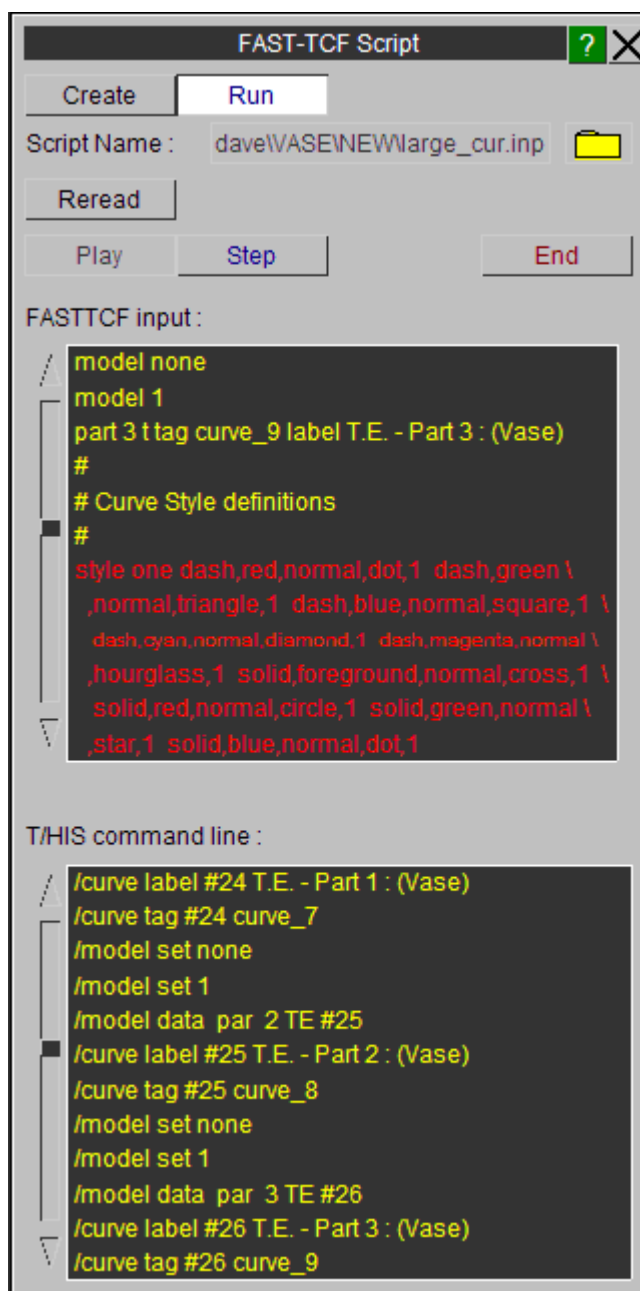 FAST-TCF Script ?
Create Run
Script Name : dave\VASE\NEW\large_cur.inp
Reread
Play Step End
FASTTCF input :
model none
model 1
part 3 t tag curve_9 label T.E. - Part 3 : (Vase)
#
# Curve Style definitions
#
style one dash,red,normal,dot,1 dash,green \
,normal,triangle,1 dash,blue,normal,square,1 \
dash,cyan,normal,diamond,1 dash,magenta,normal \
,hourglass,1 solid,foreground,normal,cross,1 \
solid,red,normal,circle,1 solid,green,normal \
,star,1 solid,blue,normal,dot,1
T/HIS command line :
/curve label #24 T.E. - Part 1 : (Vase)
/curve tag #24 curve_7
/model set none
/model set 1
/model data par 2 TE #25
/curve label #25 T.E. - Part 2 : (Vase)
/curve tag #25 curve_8
/model set none
/model set 1
/model data par 3 TE #26
/curve label #26 T.E. - Part 3 : (Vase)
/curve tag #26 curve_9